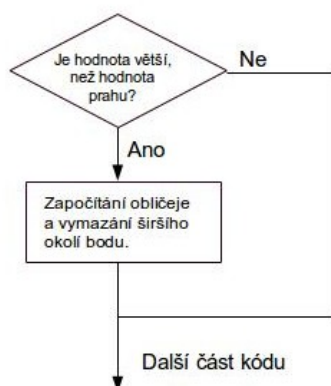 Je hodnota větší,
než hodnota
prahu?
Ne
Ano
Započítání obličeje
a vymazání širšího
okolí bodu.
Další část kódu